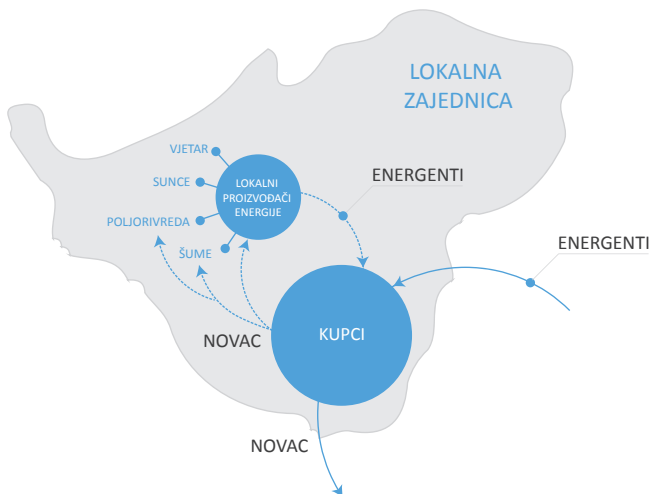 LOKALNA
ZAJEDNICA
VJETAR
SUNCE
POLJORIVREDA
ŠUME
LOKALNI
PROIZVOĐAČI
ENERGIJE
ENERGENTI
ENERGENTI
NOVAC
KUPCI
NOVAC